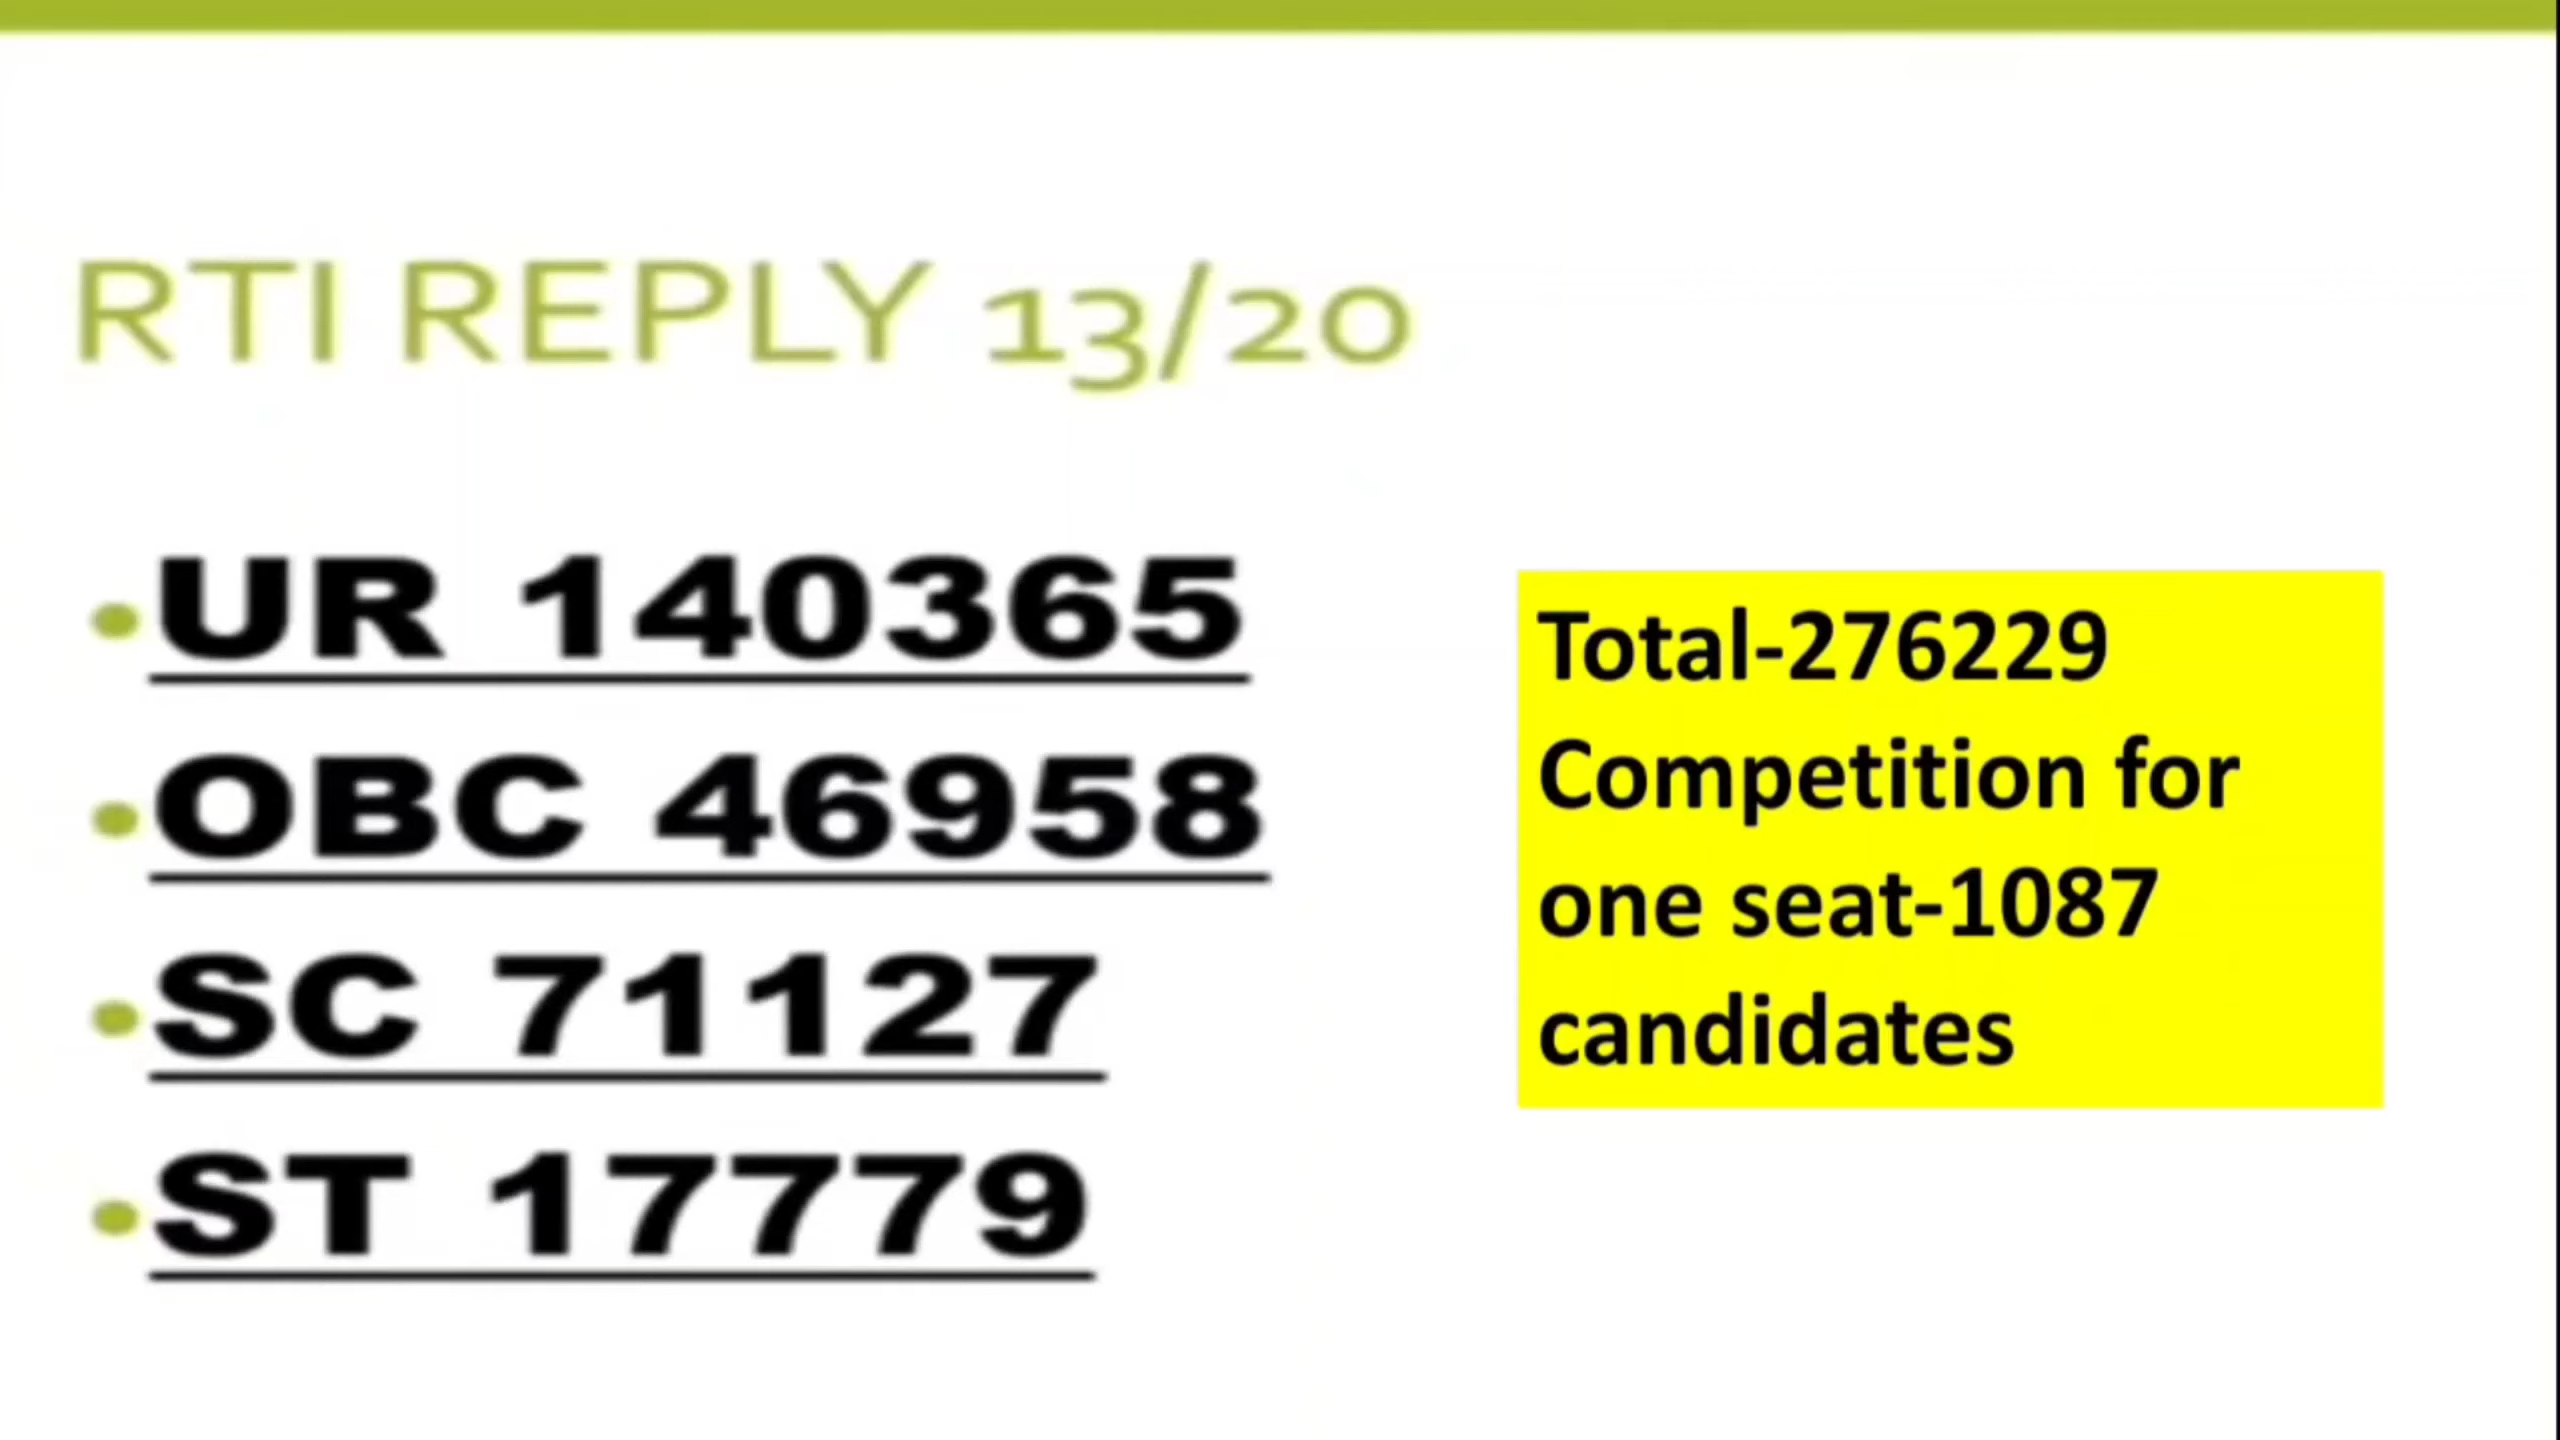 RTI REPLY 13/20
•UR 140365
•OBC 46958
•SC 71127
•ST 17779
Total-276229
Competition for
one seat-1087
candidates